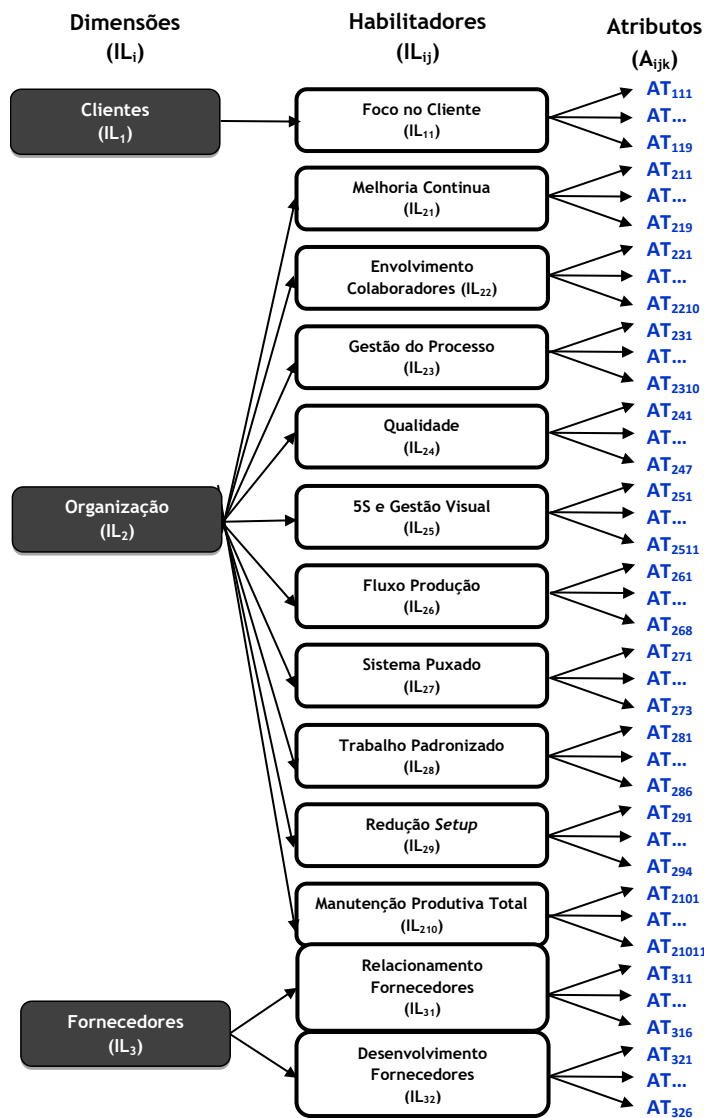 Dimensões
(ILᵢ)
Habilitadores
(ILᵢⱼ)
Atributos
(Aᵢⱼₖ)
Clientes
(IL₁)
Foco no Cliente
(IL₁₁)
AT₁₁₁
AT...
AT₁₁₉
Melhoria Continua
(IL₂₁)
AT₂₁₁
AT...
AT₂₁₉
Envolvimento
Colaboradores (IL₂₂)
AT₂₂₁
AT...
AT₂₂₁₀
Gestão do Processo
(IL₂₃)
AT₂₃₁
AT...
AT₂₃₁₀
Qualidade
(IL₂₄)
AT₂₄₁
AT...
AT₂₄₇
Organização
(IL₂)
5S e Gestão Visual
(IL₂₅)
AT₂₅₁
AT...
AT₂₅₁₁
Fluxo Produção
(IL₂₆)
AT₂₆₁
AT...
AT₂₆₈
Sistema Puxado
(IL₂₇)
AT₂₇₁
AT...
AT₂₇₃
Trabalho Padronizado
(IL₂₈)
AT₂₈₁
AT...
AT₂₈₆
Redução Setup
(IL₂₉)
AT₂₉₁
AT...
AT₂₉₄
Manutenção Produtiva Total
(IL₂₁₀)
AT₂₁₀₁
AT...
AT₂₁₀₁₁
Fornecedores
(IL₃)
Relacionamento
Fornecedores
(IL₃₁)
AT₃₁₁
AT...
AT₃₁₆
Desenvolvimento
Fornecedores
(IL₃₂)
AT₃₂₁
AT...
AT₃₂₆